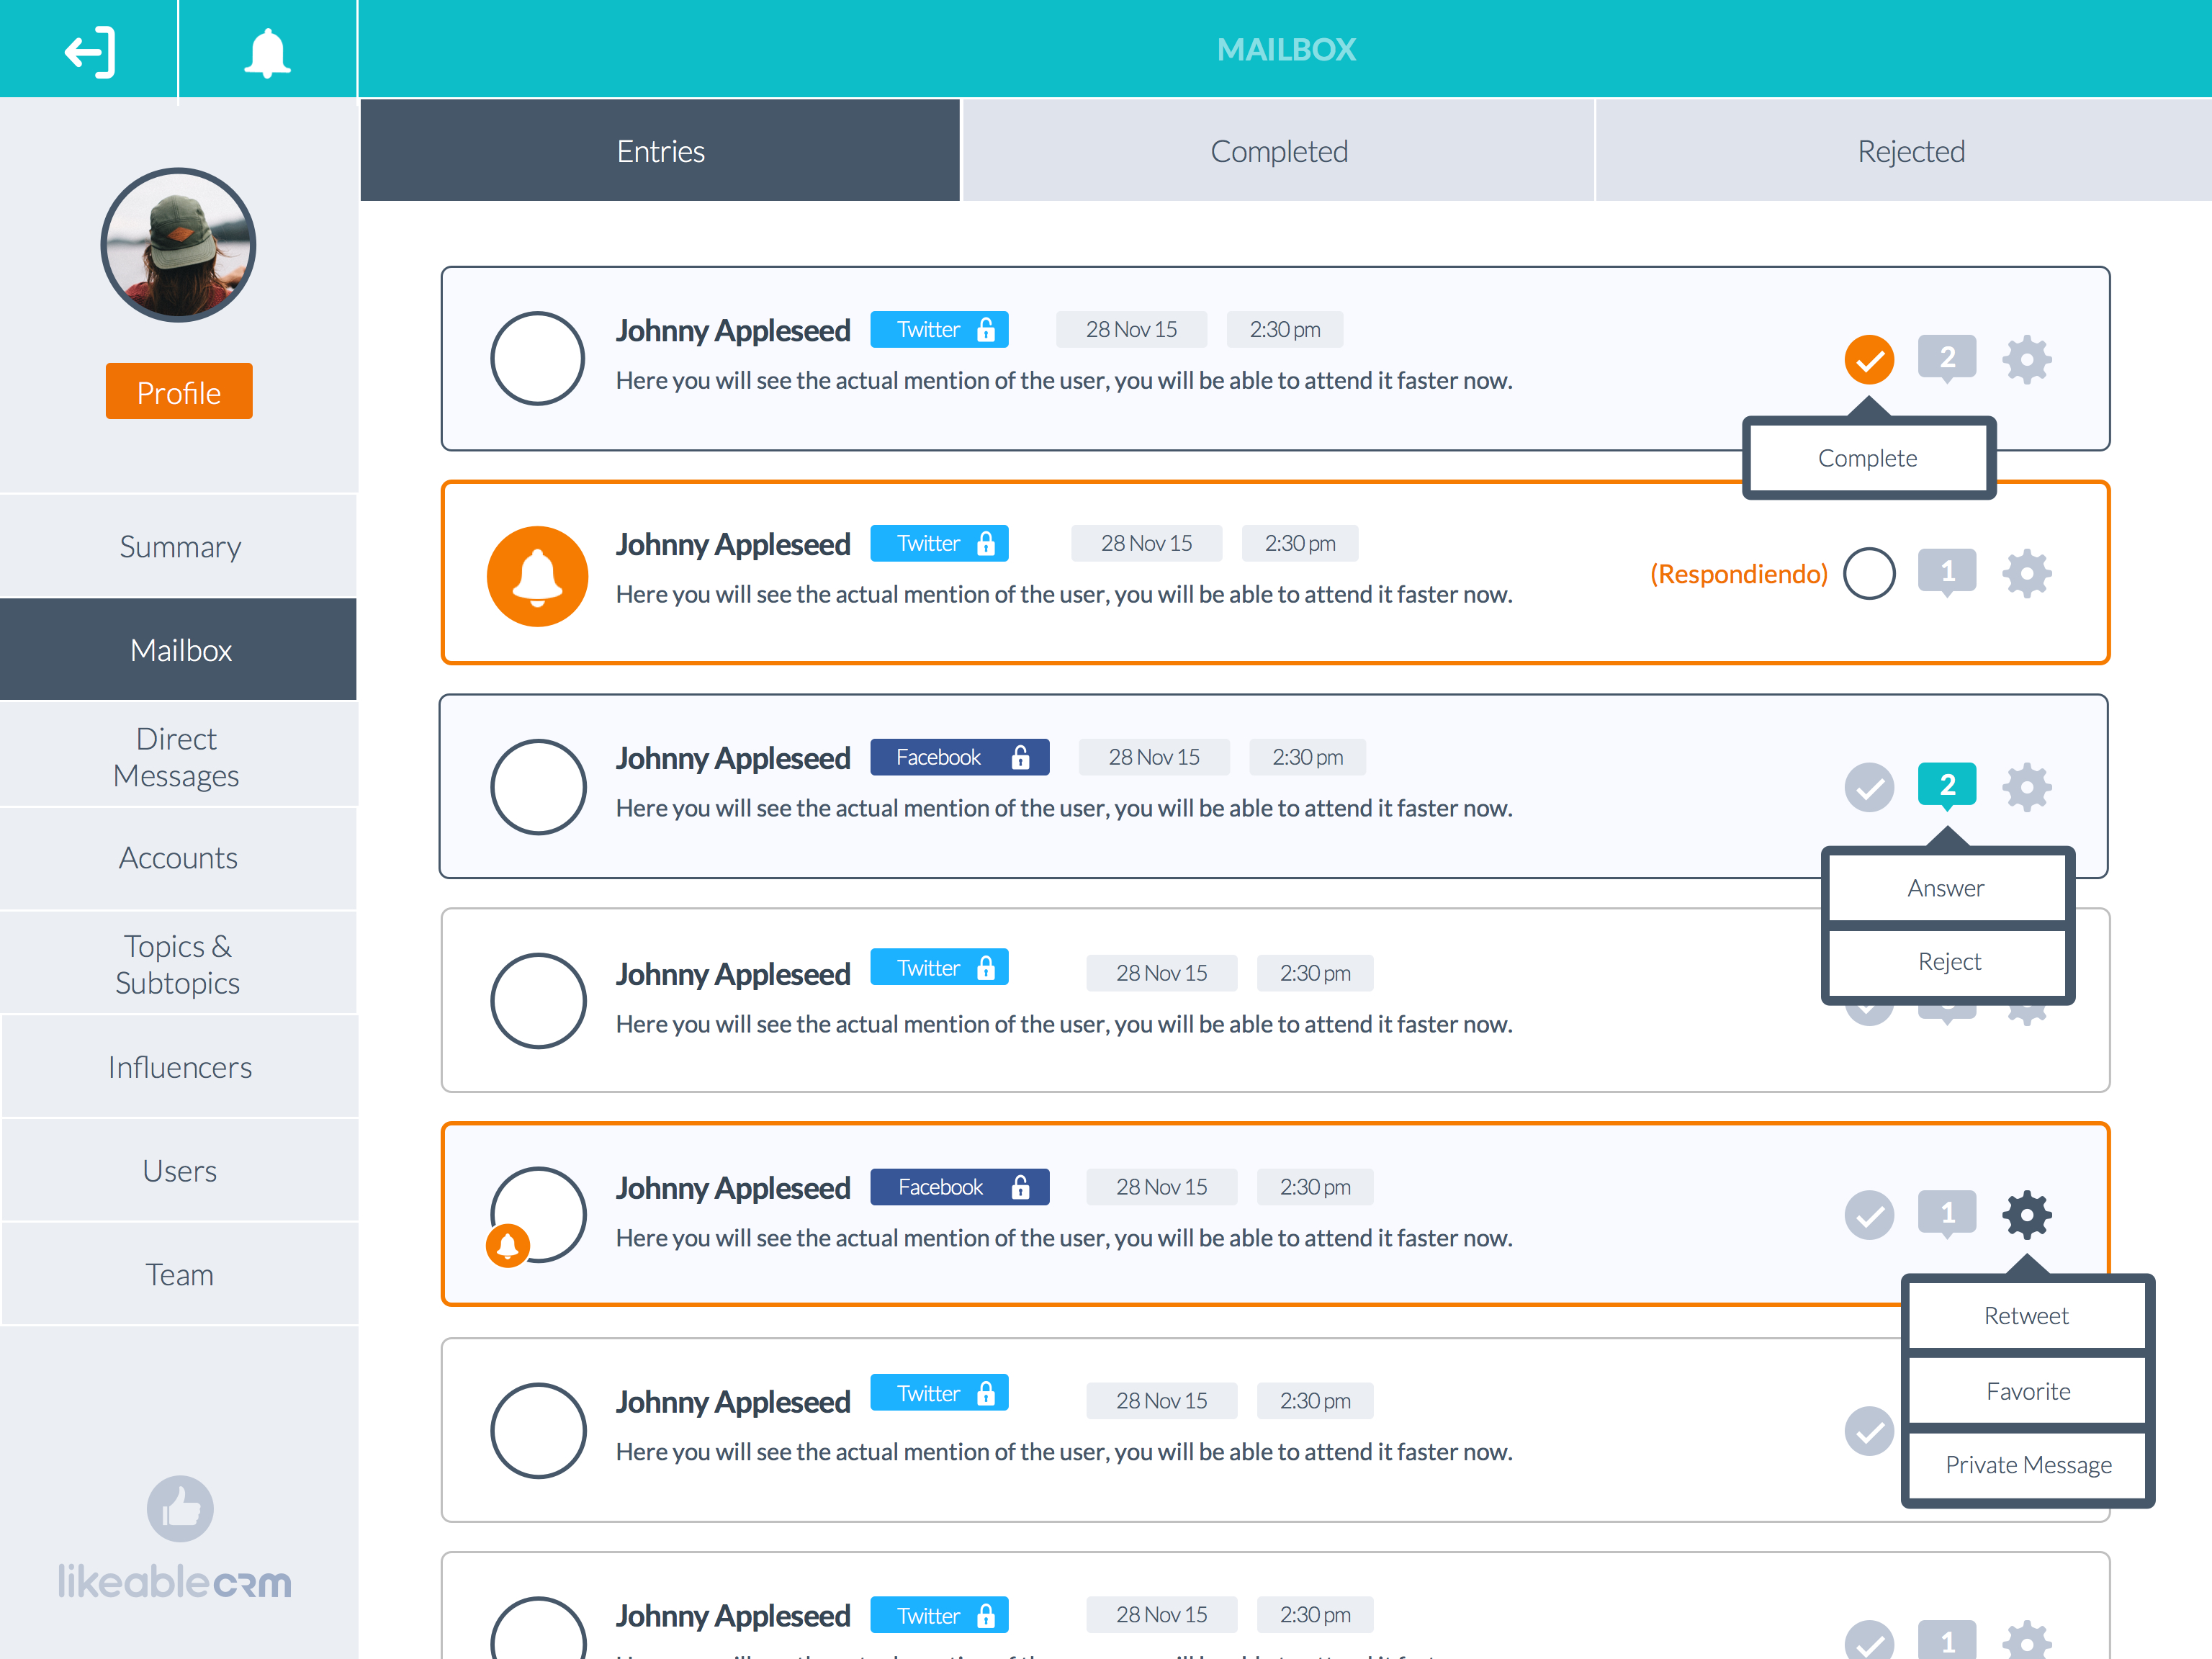 MAILBOX
Entries
Completed
Rejected
Profile
Summary
Mailbox
Direct
Messages
Accounts
Topics &
Subtopics
Influencers
Users
Team
likeablecrm
Johnny Appleseed Twitter 28 Nov 15 2:30 pm
Here you will see the actual mention of the user, you will be able to attend it faster now.
2
Complete
Johnny Appleseed Twitter 28 Nov 15 2:30 pm
Here you will see the actual mention of the user, you will be able to attend it faster now.
(Respondiendo) 1
Johnny Appleseed Facebook 28 Nov 15 2:30 pm
Here you will see the actual mention of the user, you will be able to attend it faster now.
2
Answer
Reject
Johnny Appleseed Twitter 28 Nov 15 2:30 pm
Here you will see the actual mention of the user, you will be able to attend it faster now.
Johnny Appleseed Facebook 28 Nov 15 2:30 pm
Here you will see the actual mention of the user, you will be able to attend it faster now.
1
Retweet
Favorite
Private Message
Johnny Appleseed Twitter 28 Nov 15 2:30 pm
Here you will see the actual mention of the user, you will be able to attend it faster now.
Johnny Appleseed Twitter 28 Nov 15 2:30 pm
1